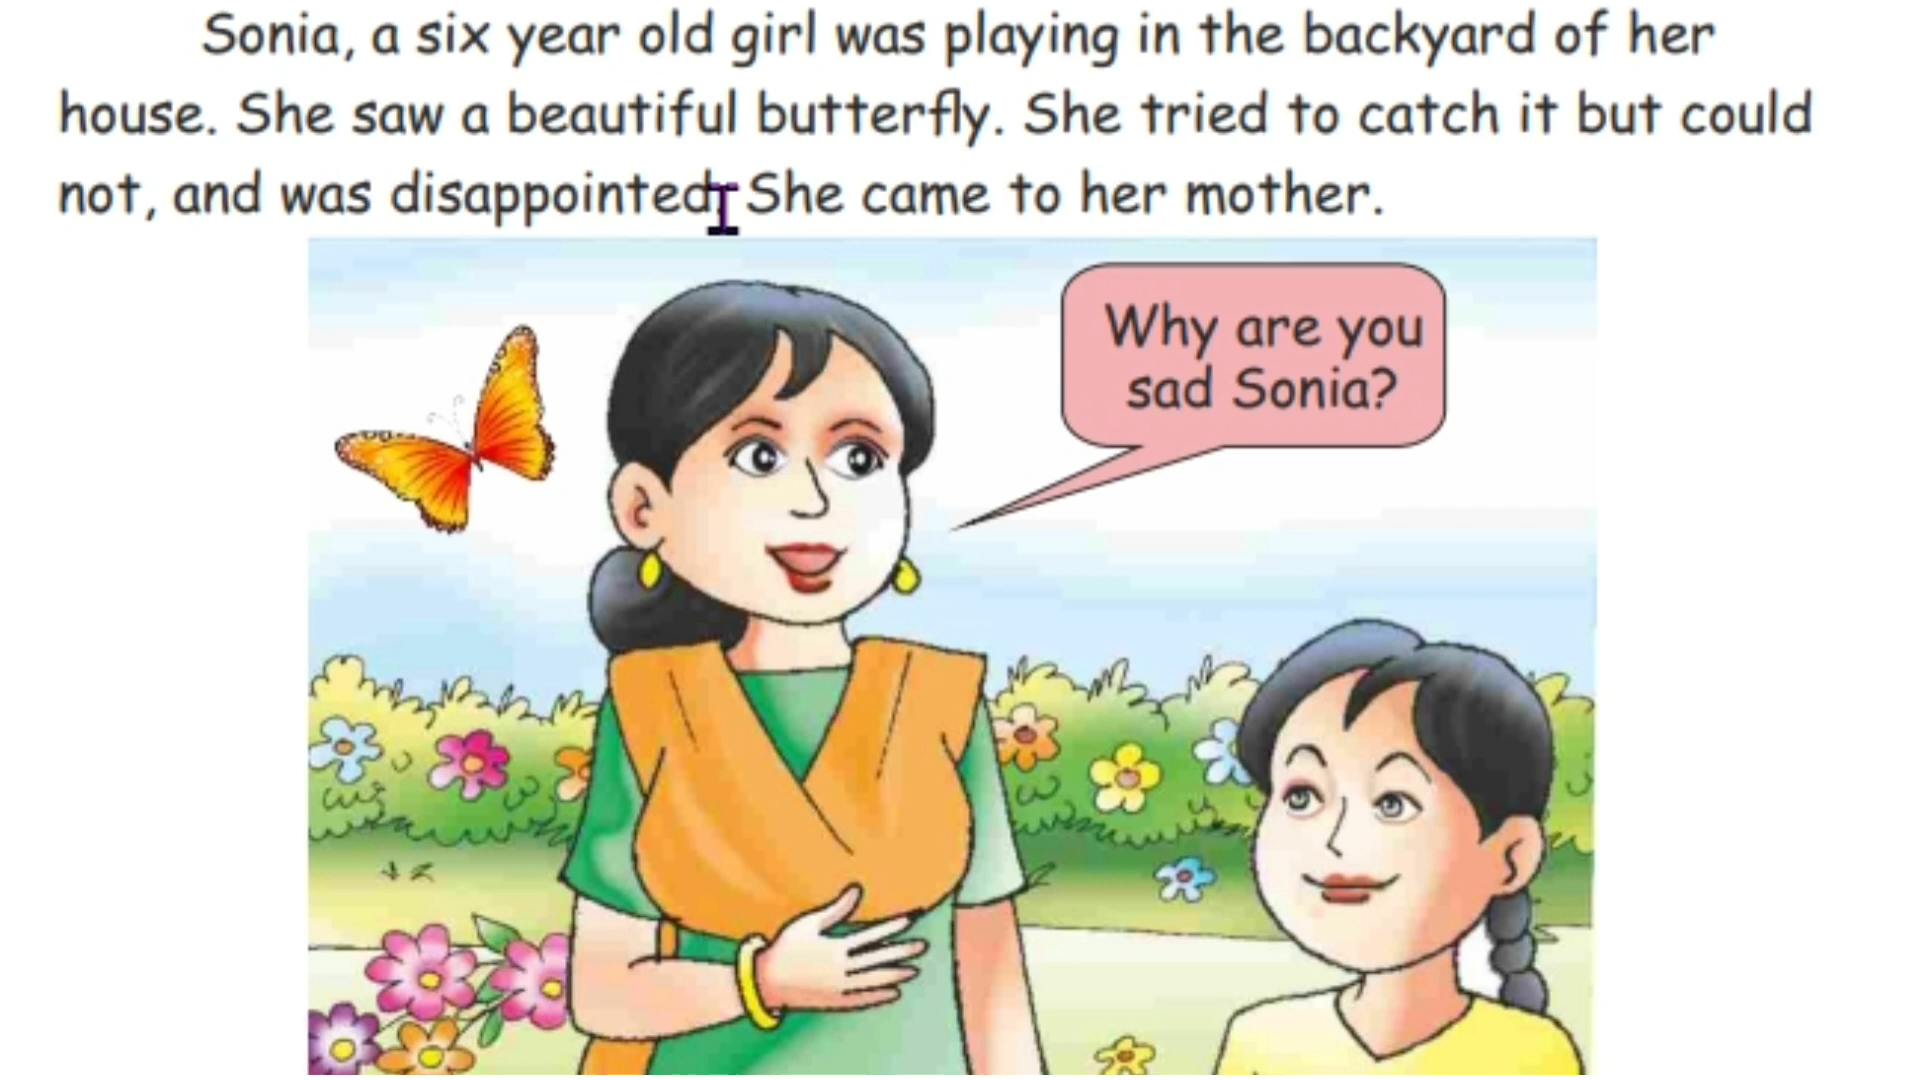 Sonia, a six year old girl was playing in the backyard of her
house. She saw a beautiful butterfly. She tried to catch it but could
not, and was disappointed. She came to her mother.
Why are you
sad Sonia?